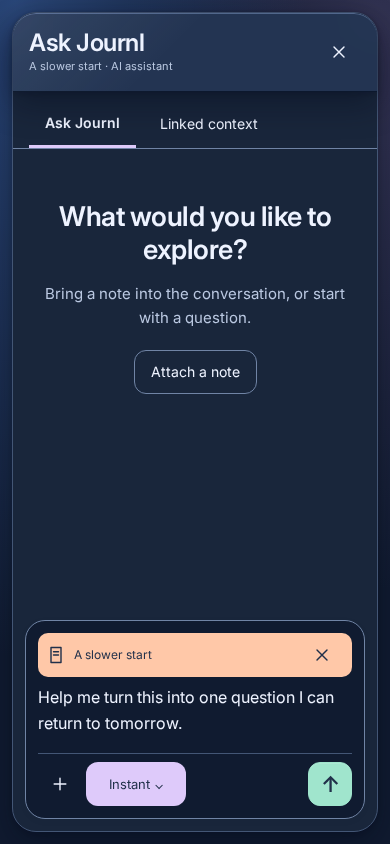 Ask Journl
A slower start · AI assistant
Ask Journl
Linked context
What would you like to
explore?
Bring a note into the conversation, or start
with a question.
Attach a note
A slower start
Help me turn this into one question I can
return to tomorrow.
Instant